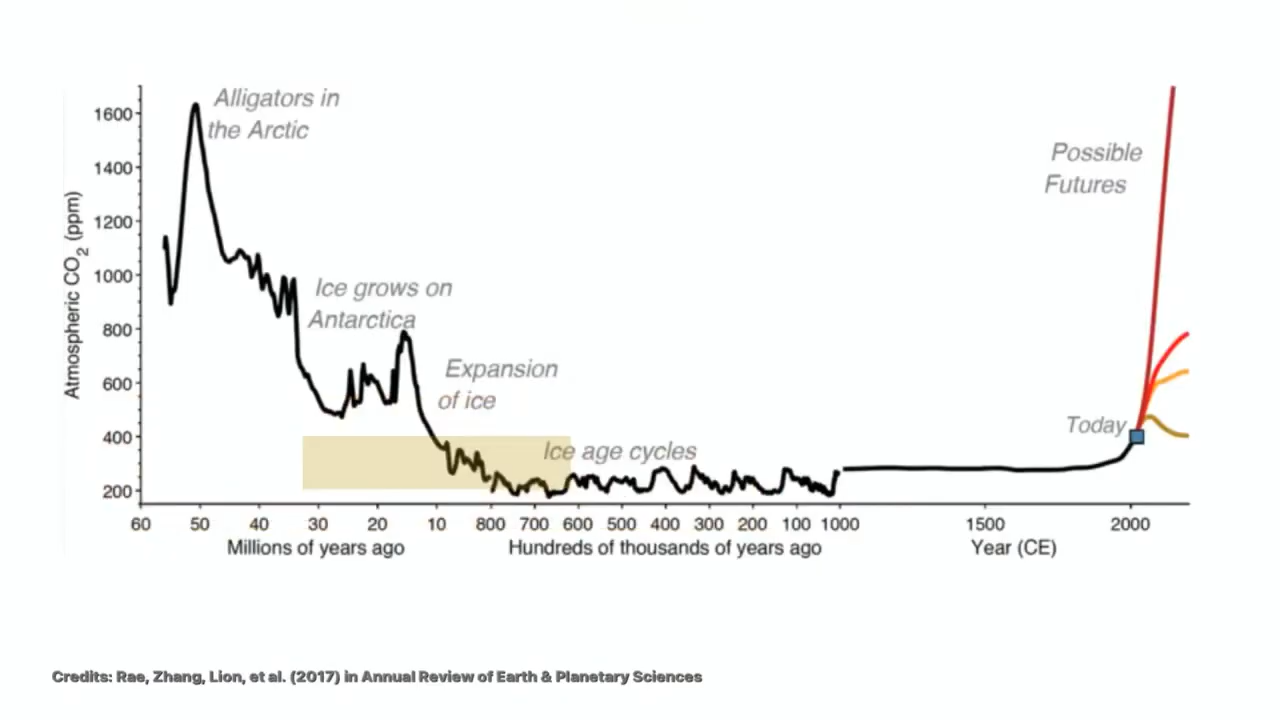 Alligators in
the Arctic
Possible
Futures
Ice grows on
Antarctica
Expansion
of ice
Today
Ice age cycles
Atmospheric CO2 (ppm)
1600
1400
1200
1000
800
600
400
200
60 50 40 30 20 10 800 700 600 500 400 300 200 100 1000 1500 2000
Millions of years ago Hundreds of thousands of years ago Year (CE)
Credits: Rae, Zhang, Lion, et al. (2017) in Annual Review of Earth & Planetary Sciences